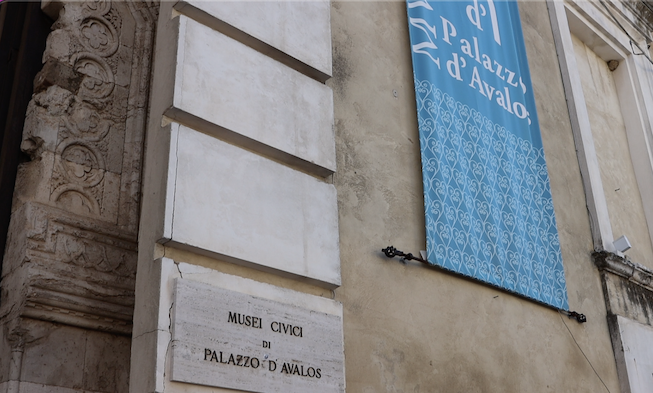 d'
Palazzo
d'Avalos
MUSEI CIVICI
DI
PALAZZO D'AVALOS